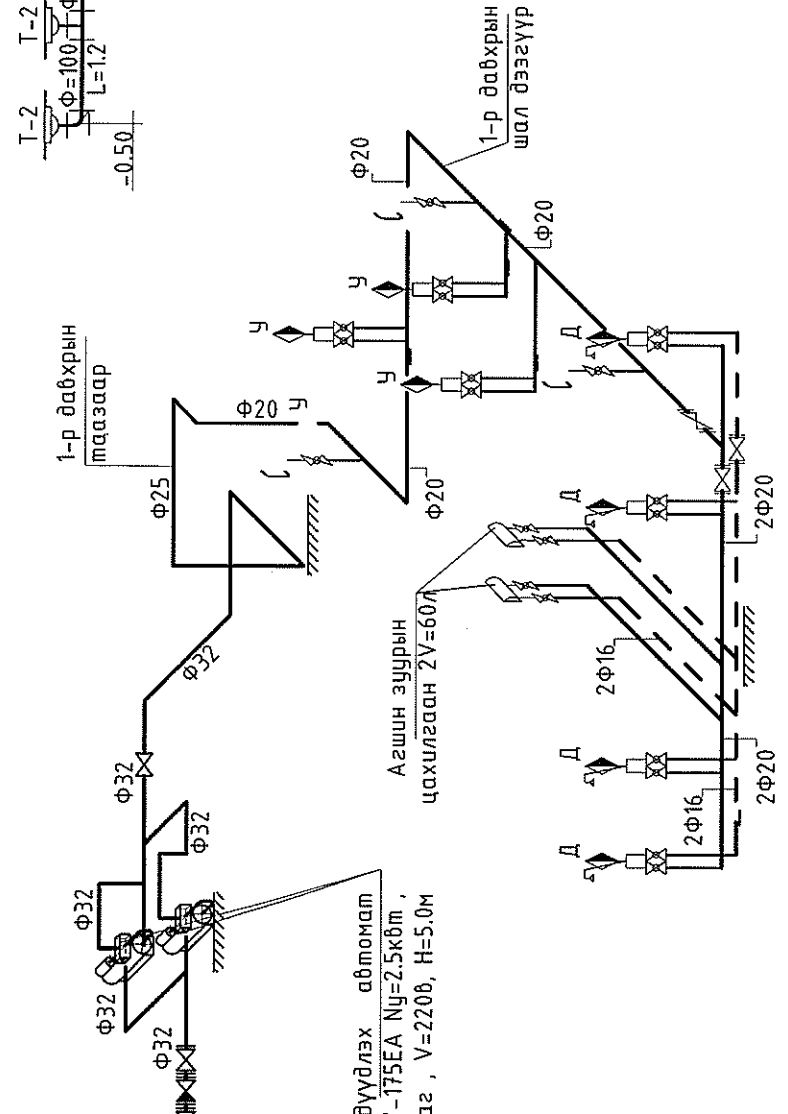 T-2
T-2
Ф=100
L=1.2
-0.50
1-р давхрын
шал дээгүүр
Ф20
Ф20
У
У
У
1-р давхрын
таазаар
Ф25
Ф20
У
Ф20
Д
Д
Д
Д
2Ф20
2Ф20
2Ф16
2Ф16
Агшин зуурын
цахилгаан 2V=60л
Ф32
Ф32
Ф32
Ф32
Ф32
Ф32
дүүдлэх автомат
-175EA Nу=2.5кВт ,
V=220В, H=5.0м